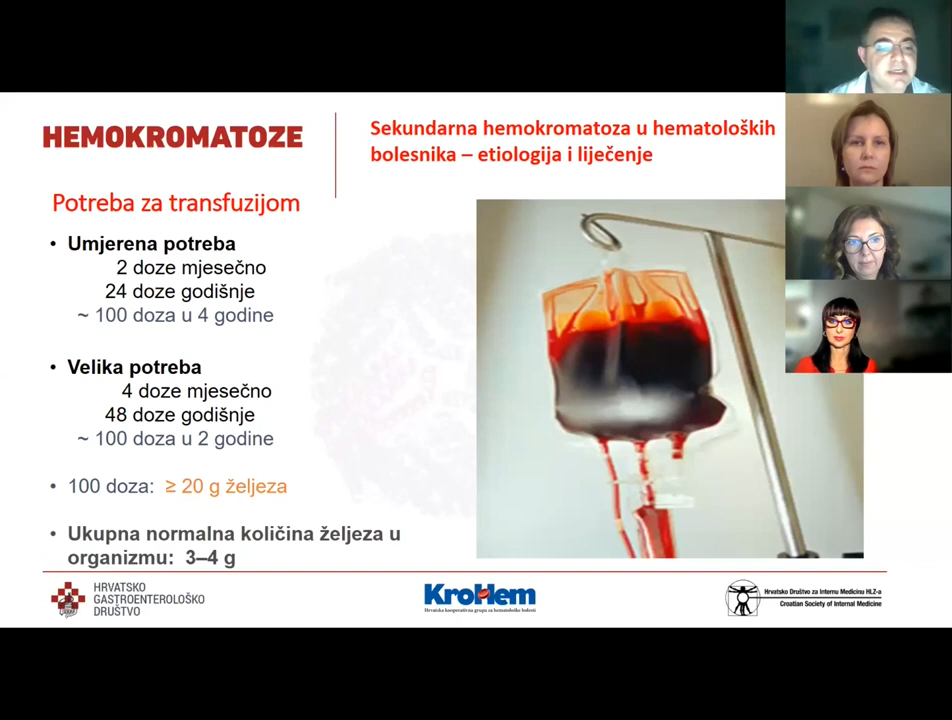 HEMOKROMATOZE
Sekundarna hemokromatoza u hematoloških
bolesnika – etiologija i liječenje
Potreba za transfuzijom
• Umjerena potreba
2 doze mjesečno
24 doze godišnje
~ 100 doza u 4 godine
• Velika potreba
4 doze mjesečno
48 doze godišnje
~ 100 doza u 2 godine
• 100 doza: ≥ 20 g željeza
• Ukupna normalna količina željeza u
organizmu: 3–4 g
HRVATSKO
GASTROENTEROLOŠKO
DRUŠTVO
KroHem
Hrvatska kooperativna grupa za hematološke bolesti
Hrvatsko Društvo za Internu Medicinu HLZ-a
Croatian Society of Internal Medicine